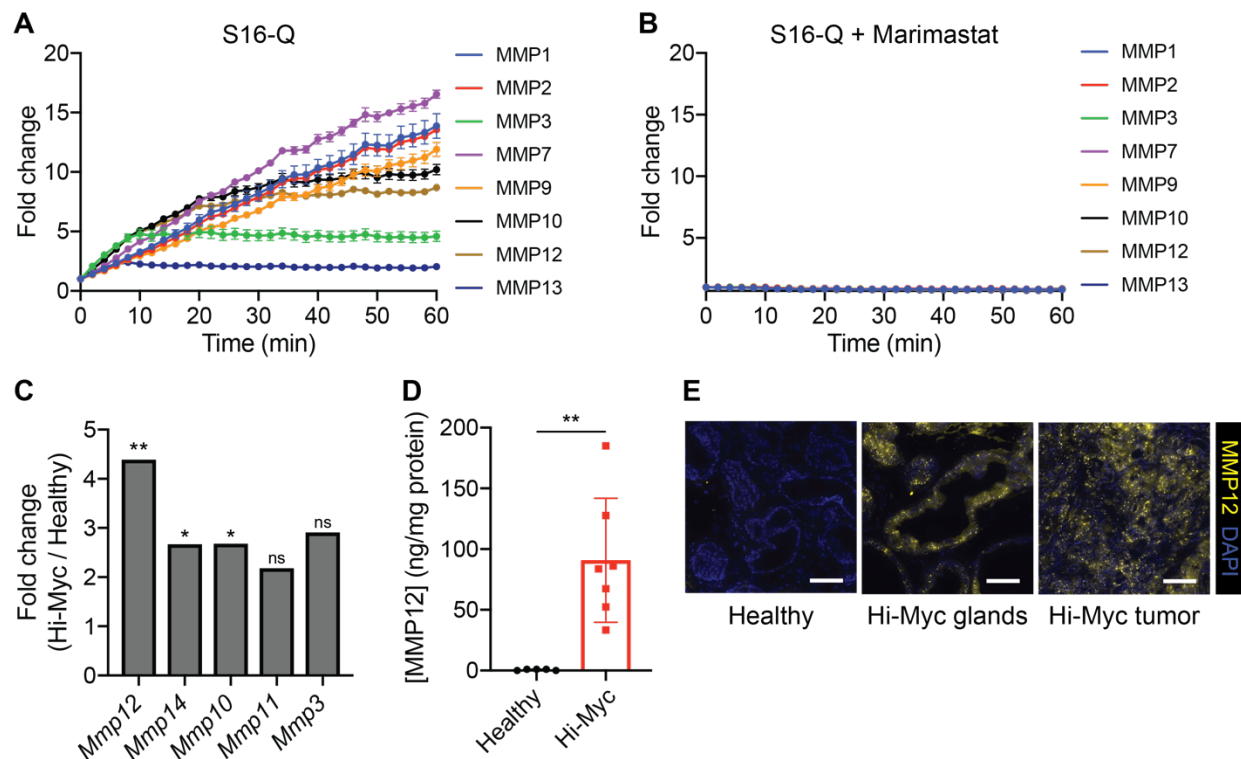 A
S16-Q
Fold change
20
15
10
5
0
0 10 20 30 40 50 60
Time (min)
MMP1
MMP2
MMP3
MMP7
MMP9
MMP10
MMP12
MMP13
B
S16-Q + Marimastat
Fold change
20
15
10
5
0 10 20 30 40 50 60
Time (min)
MMP1
MMP2
MMP3
MMP7
MMP9
MMP10
MMP12
MMP13
C
Fold change
(Hi-Myc / Healthy)
5
4
3
2
1
0
**
*
*
ns
ns
Mmp12
Mmp14
Mmp10
Mmp11
Mmp3
D
[MMP12] (ng/mg protein)
200
150
100
50
0
**
Healthy
Hi-Myc
E
MMP12 DAPI
Healthy
Hi-Myc glands
Hi-Myc tumor